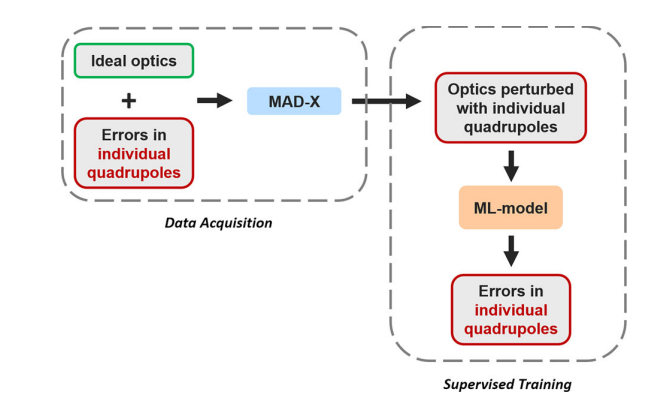 Ideal optics
+
Errors in
individual
quadrupoles
MAD-X
Data Acquisition
Optics perturbed
with individual
quadrupoles
ML-model
Errors in
individual
quadrupoles
Supervised Training